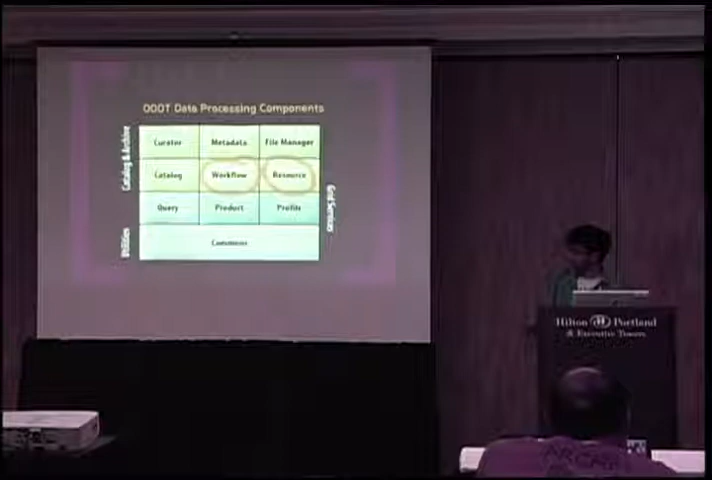 OODT Data Processing Components
Catalog & Archive
Curator Metadata File Manager
Catalog Workflow Resource
Query Product Profile
Grid Services
Utilities
Commons
Hilton Portland
& Executive Tower